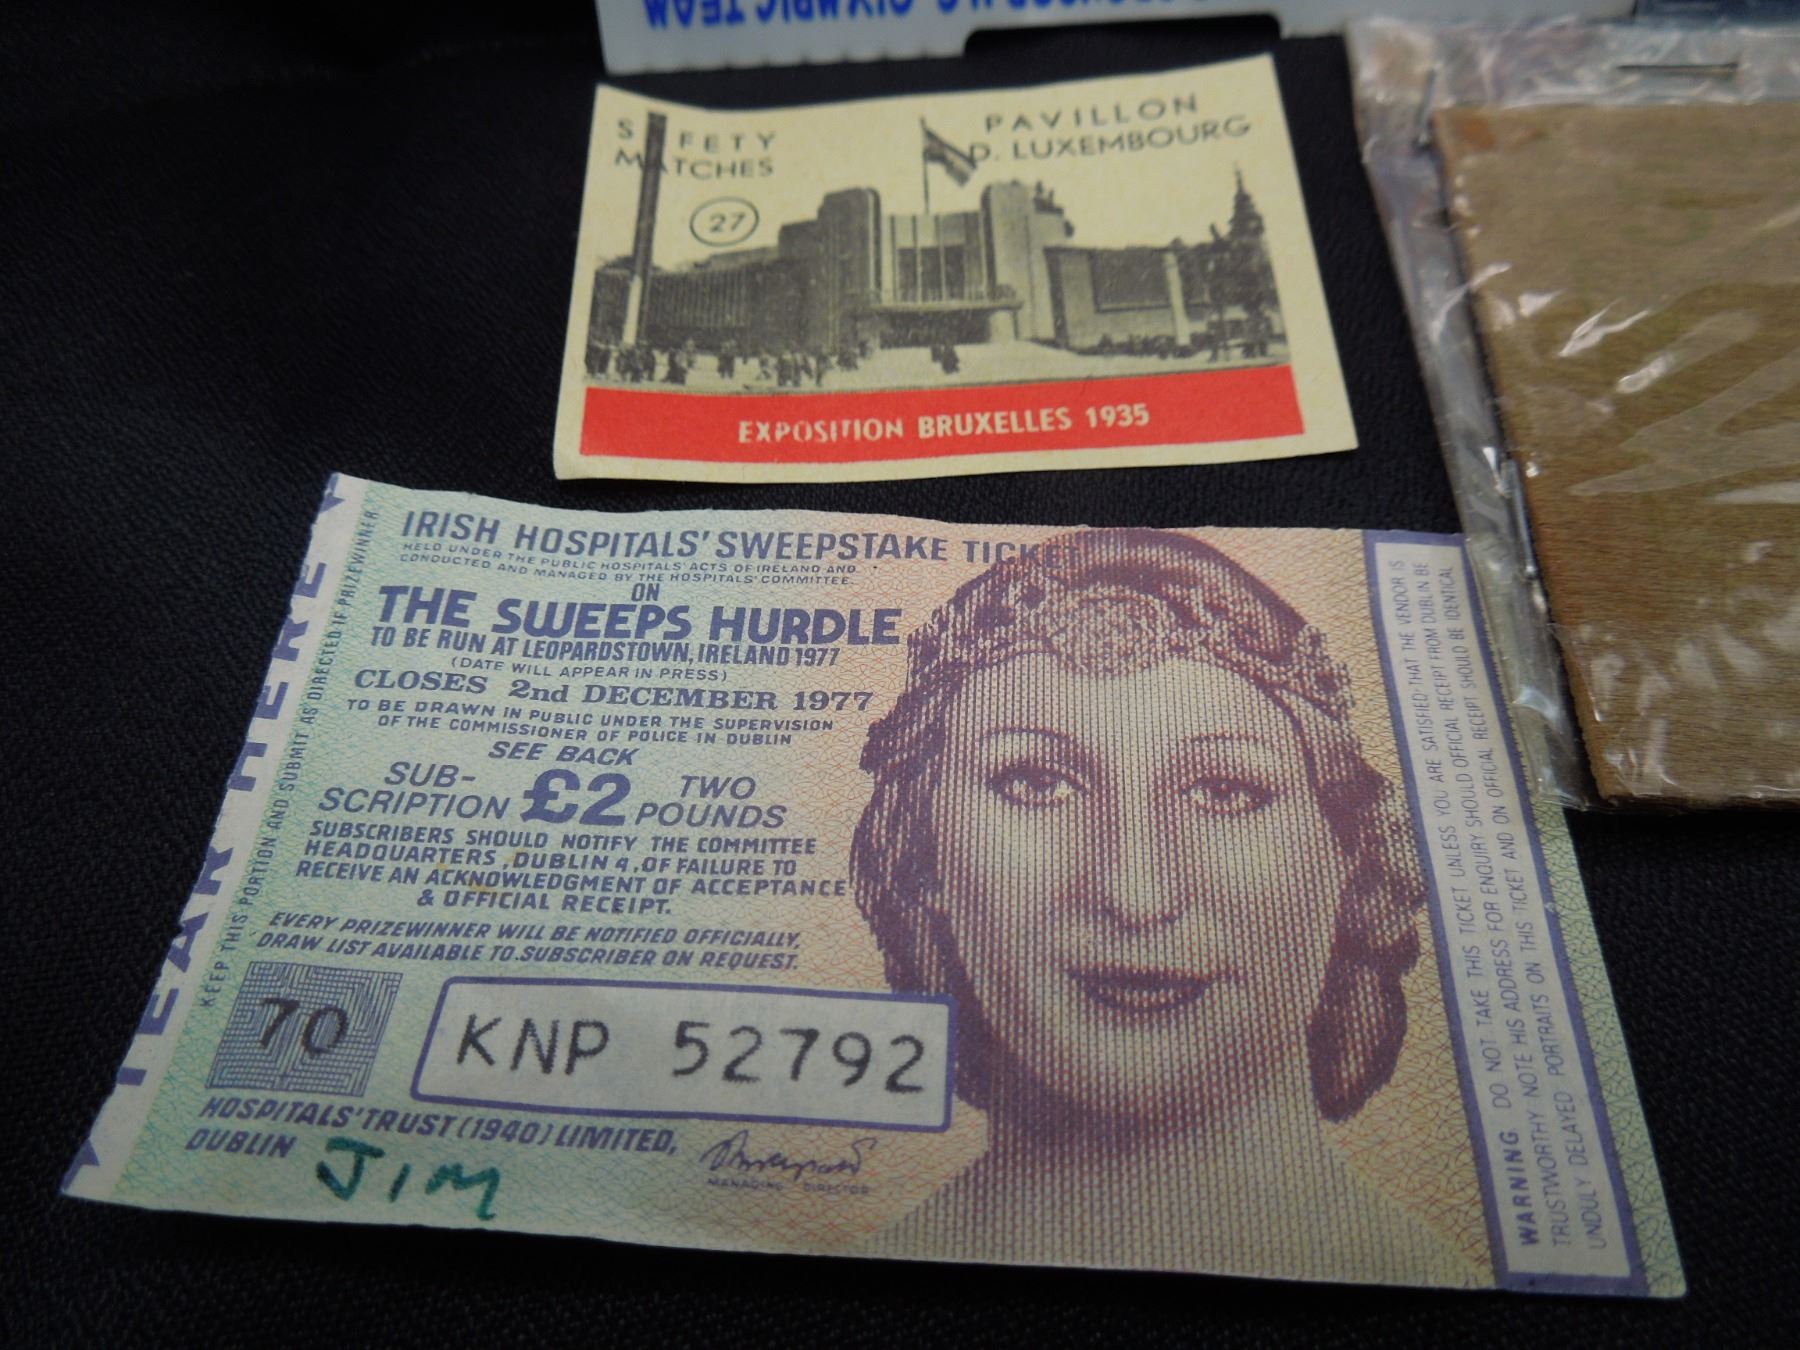 U.S. OLYMPIC TEAM
S FETY
MATCHES
27
PAVILLON
D. LUXEMBOURG
EXPOSITION BRUXELLES 1935
TEAR HERE
KEEP THIS PORTION AND SUBMIT AS DIRECTED IF PRIZEWINNER
IRISH HOSPITALS' SWEEPSTAKE TICKET
HELD UNDER THE PUBLIC HOSPITALS' ACTS OF IRELAND AND
CONDUCTED AND MANAGED BY THE HOSPITALS' COMMITTEE.
ON
THE SWEEPS HURDLE
TO BE RUN AT LEOPARDSTOWN, IRELAND 1977
(DATE WILL APPEAR IN PRESS)
CLOSES 2nd DECEMBER 1977
TO BE DRAWN IN PUBLIC UNDER THE SUPERVISION
OF THE COMMISSIONER OF POLICE IN DUBLIN
SEE BACK
SUB-
SCRIPTION £2 TWO
POUNDS
SUBSCRIBERS SHOULD NOTIFY THE COMMITTEE
HEADQUARTERS, DUBLIN 4, OF FAILURE TO
RECEIVE AN ACKNOWLEDGMENT OF ACCEPTANCE
& OFFICIAL RECEIPT.
EVERY PRIZEWINNER WILL BE NOTIFIED OFFICIALLY,
DRAW LIST AVAILABLE TO SUBSCRIBER ON REQUEST.
70
KNP 52792
HOSPITALS' TRUST (1940) LIMITED,
DUBLIN
JIM
MANAGING DIRECTOR
WARNING. DO NOT TAKE THIS TICKET UNLESS YOU ARE SATISFIED THAT THE VENDOR IS
TRUSTWORTHY NOTE HIS ADDRESS FOR ENQUIRY SHOULD OFFICIAL RECEIPT FROM DUBLIN BE
UNDULY DELAYED PORTRAITS ON THIS TICKET AND ON OFFICIAL RECEIPT SHOULD BE IDENTICAL